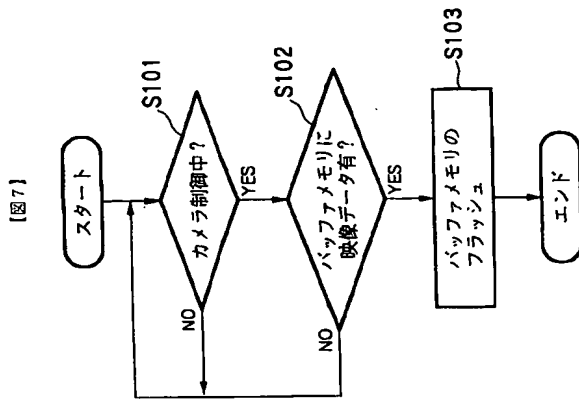 【図7】
スタート
S101
カメラ制御中?
NO
YES
S102
バッファメモリに
映像データ有?
NO
YES
S103
バッファメモリの
フラッシュ
エンド